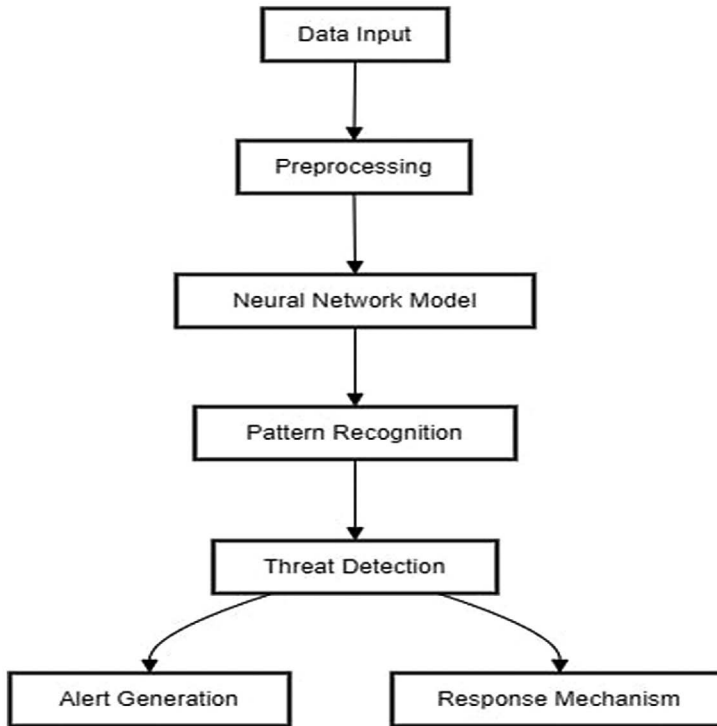 Data Input
Preprocessing
Neural Network Model
Pattern Recognition
Threat Detection
Alert Generation
Response Mechanism